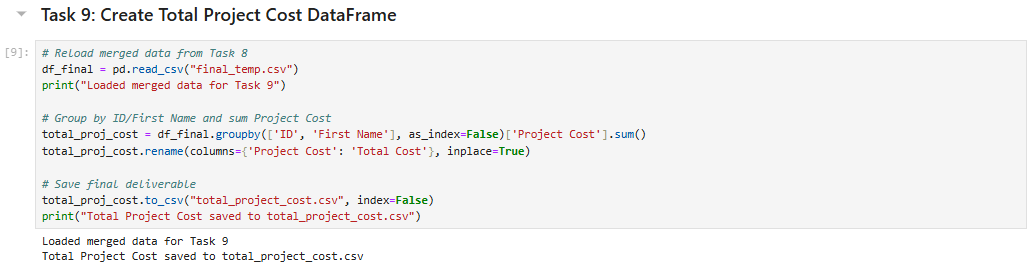 Task 9: Create Total Project Cost DataFrame
[9]:
# Reload merged data from Task 8
df_final = pd.read_csv("final_temp.csv")
print("Loaded merged data for Task 9")
# Group by ID/First Name and sum Project Cost
total_proj_cost = df_final.groupby(['ID', 'First Name'], as_index=False)['Project Cost'].sum()
total_proj_cost.rename(columns={'Project Cost': 'Total Cost'}, inplace=True)
# Save final deliverable
total_proj_cost.to_csv("total_project_cost.csv", index=False)
print("Total Project Cost saved to total_project_cost.csv")
Loaded merged data for Task 9
Total Project Cost saved to total_project_cost.csv